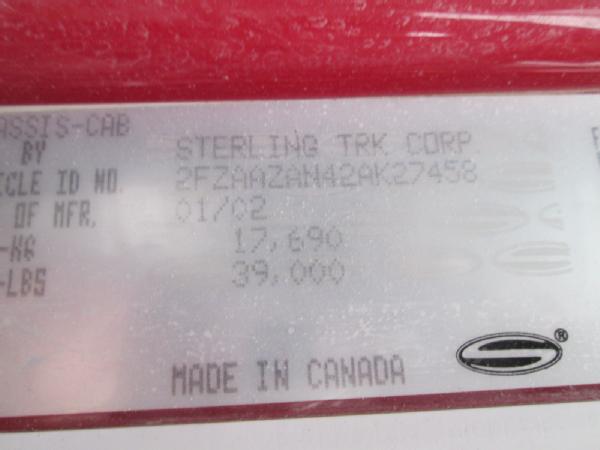 ASSIS-CAB
BY STERLING TRK CORP.
ICLE ID NO. 2FZAAZAN42AK27458
OF MFR, 01/02
-KG 17,690
-LBS 39,000
®
MADE IN CANADA